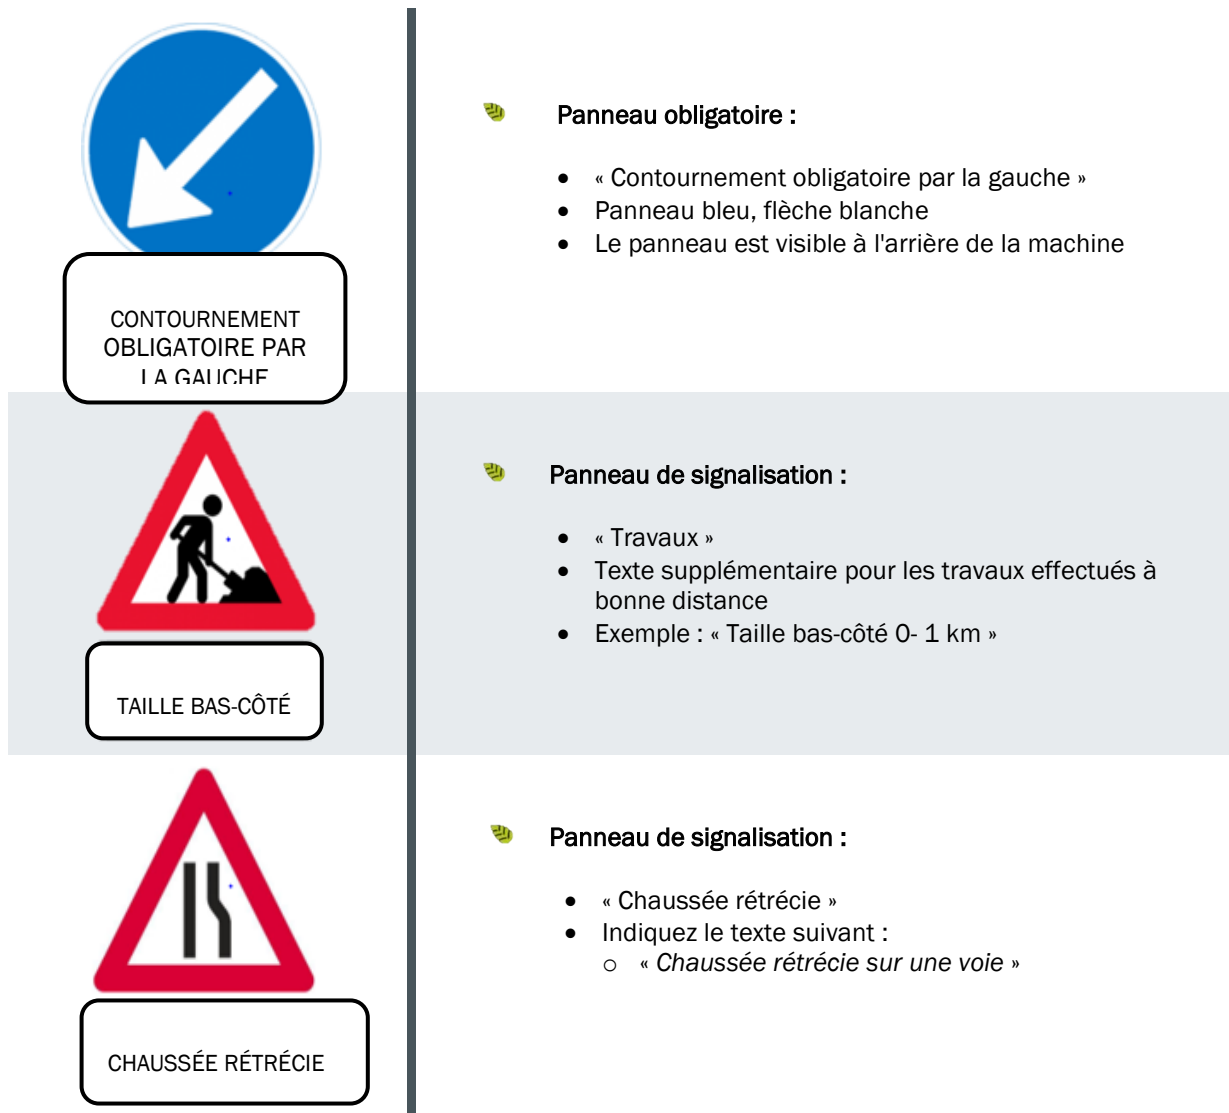 Panneau obligatoire :
• « Contournement obligatoire par la gauche »
• Panneau bleu, flèche blanche
• Le panneau est visible à l'arrière de la machine
CONTOURNEMENT
OBLIGATOIRE PAR
LA GAUCHE
Panneau de signalisation :
• « Travaux »
• Texte supplémentaire pour les travaux effectués à
bonne distance
• Exemple : « Taille bas-côté 0- 1 km »
TAILLE BAS-CÔTÉ
Panneau de signalisation :
• « Chaussée rétrécie »
• Indiquez le texte suivant :
o « Chaussée rétrécie sur une voie »
CHAUSSÉE RÉTRÉCIE